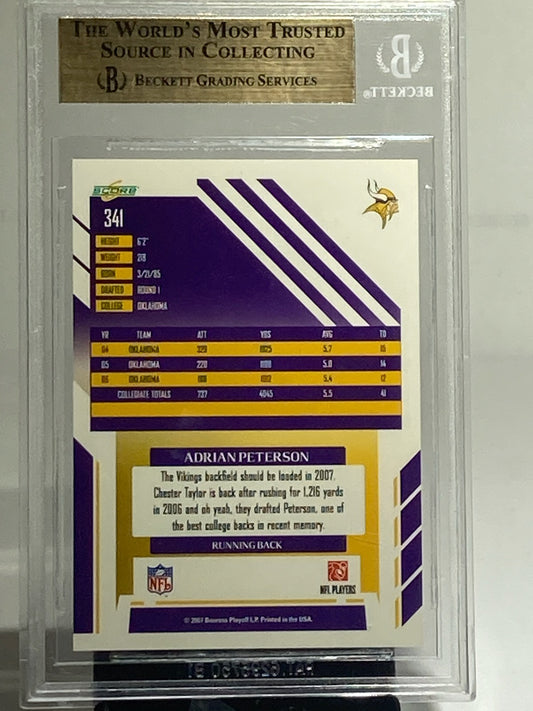 THE WORLD'S MOST TRUSTED
SOURCE IN COLLECTING
B BECKETT GRADING SERVICES
B
BECKETT®
SCORE
341
HEIGHT 6'2"
WEIGHT 218
BORN 3/21/85
DRAFTED ROUND 1
COLLEGE OKLAHOMA
YR TEAM ATT YDS AVG TD
04 OKLAHOMA 339 1925 5.7 15
05 OKLAHOMA 220 1108 5.0 14
06 OKLAHOMA 188 1012 5.4 12
COLLEGIATE TOTALS 737 4045 5.5 41
ADRIAN PETERSON
The Vikings backfield should be loaded in 2007.
Chester Taylor is back after rushing for 1,216 yards
in 2006 and oh yeah, they drafted Peterson, one of
the best college backs in recent memory.
RUNNING BACK
NFL
NFL PLAYERS
© 2007 Donruss Playoff L.P. Printed in the USA.